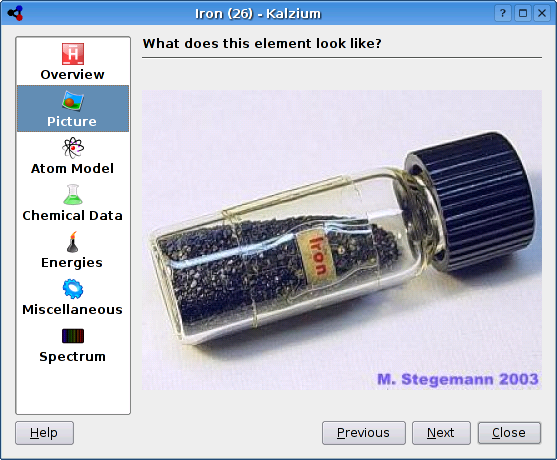 Iron (26) - Kalzium
What does this element look like?
H
Overview
Picture
Atom Model
Chemical Data
Energies
Miscellaneous
Spectrum
Iron
M. Stegemann 2003
Help
Previous
Next
Close